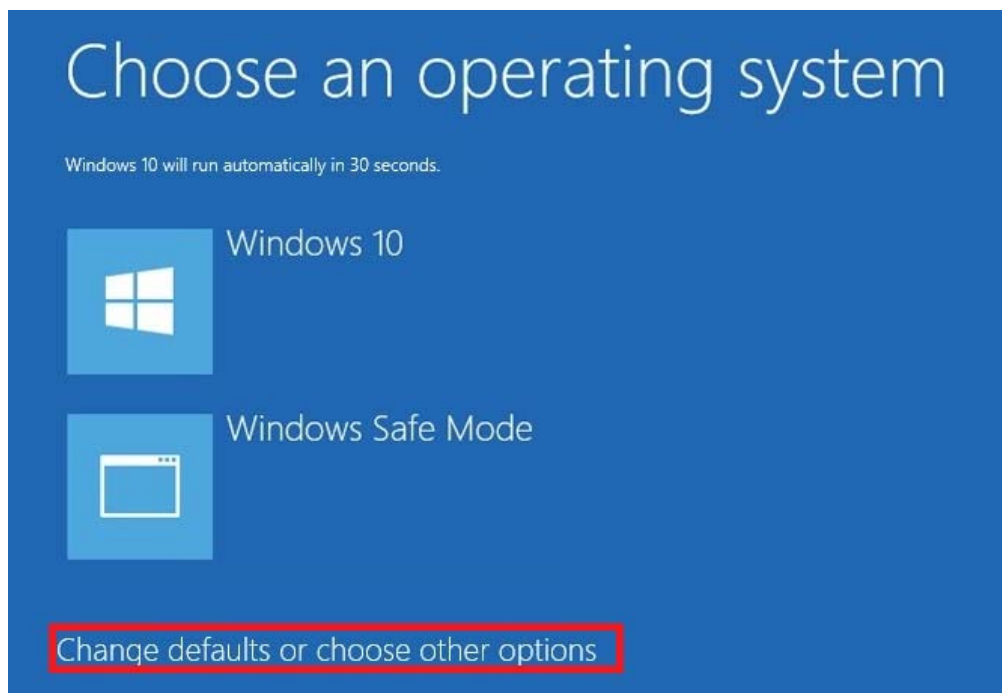 Choose an operating system
Windows 10 will run automatically in 30 seconds.
Windows 10
Windows Safe Mode
Change defaults or choose other options